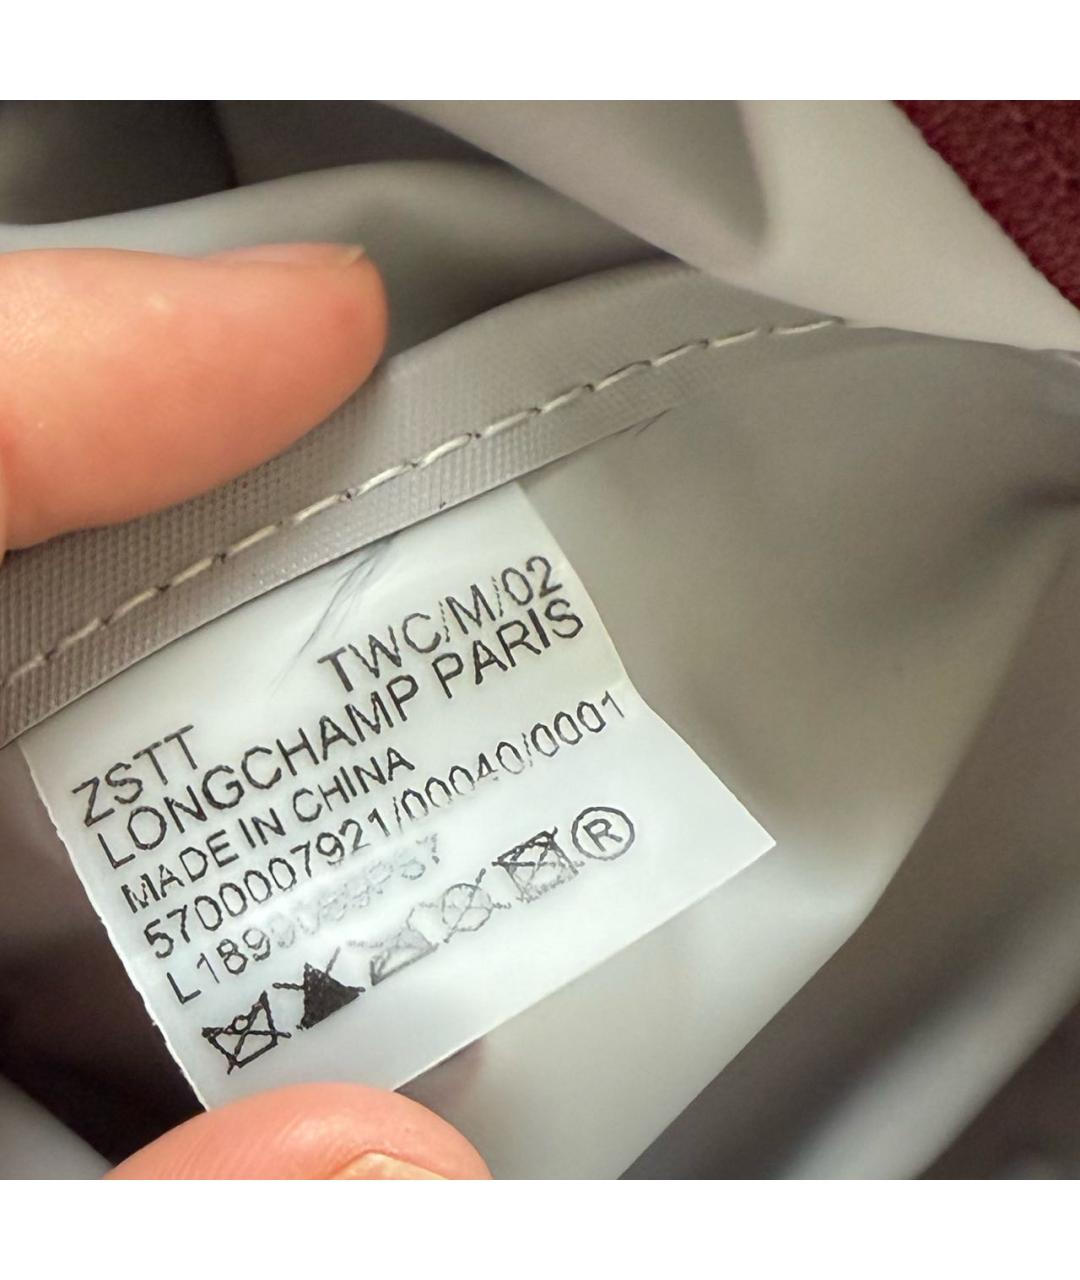 TWC/M/02
ZSTT
LONGCHAMP PARIS
MADE IN CHINA
5700007921/00040/0001
®